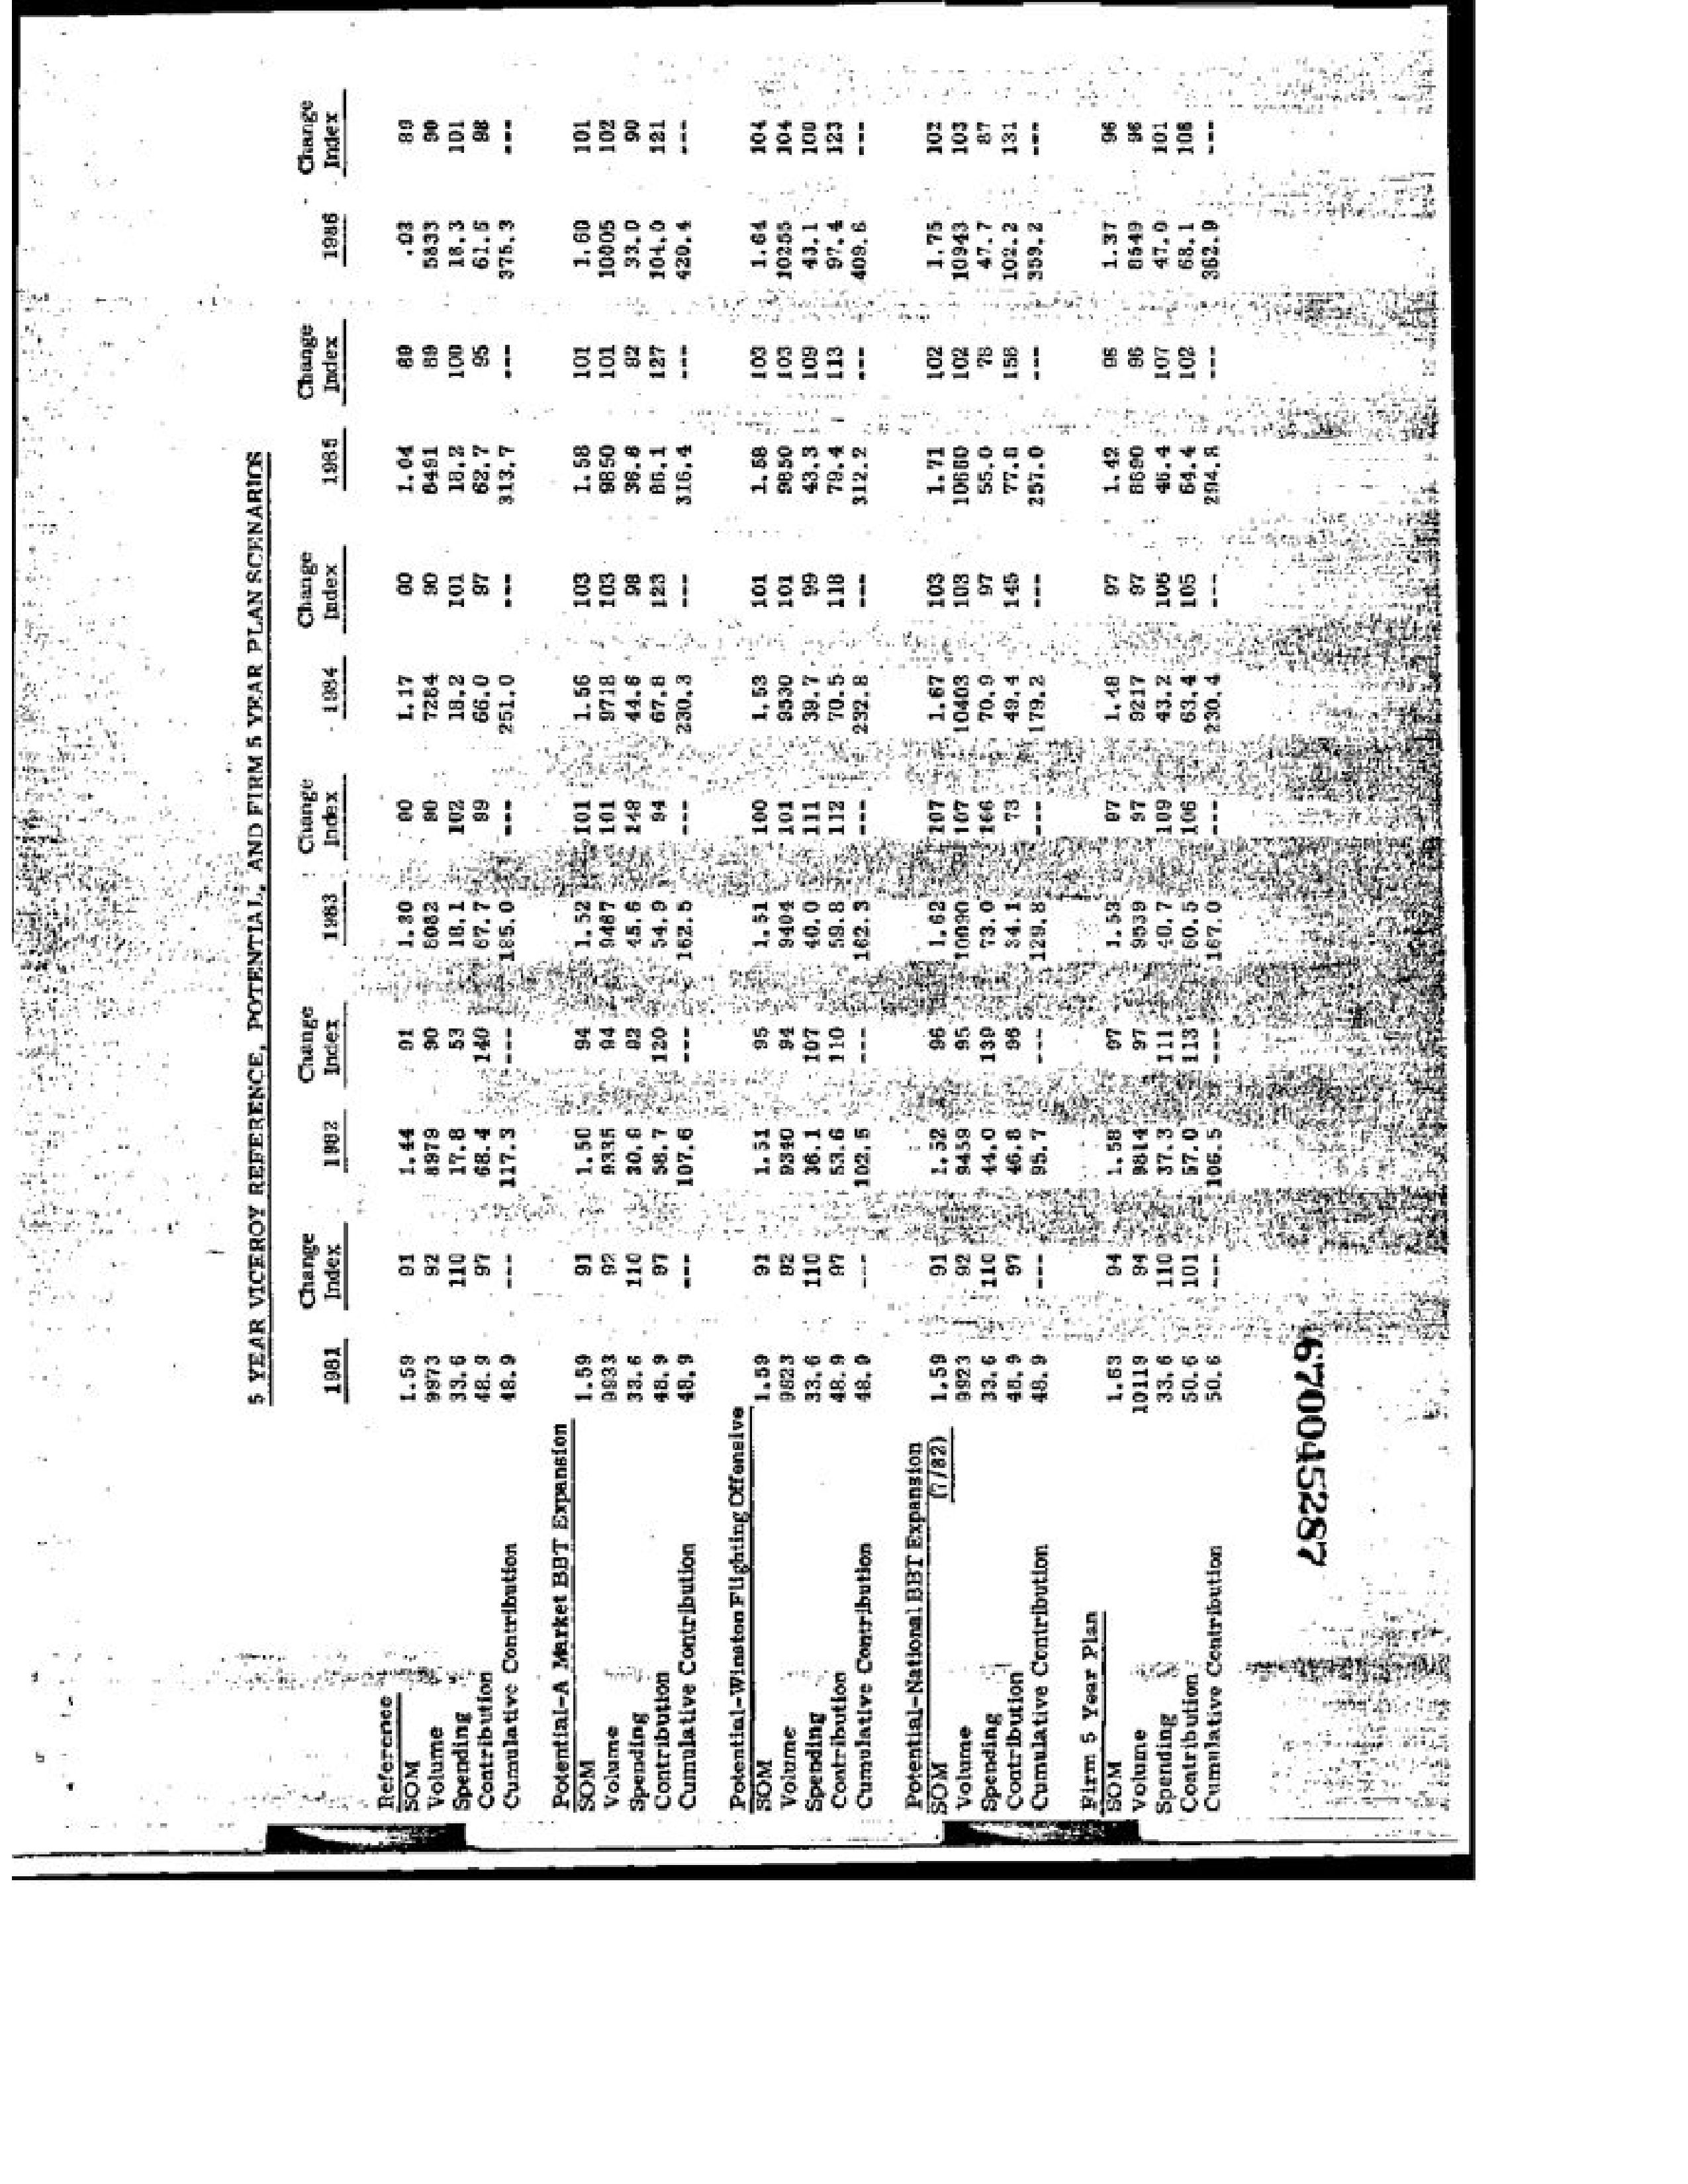 5 YEAR VICEROY REFERENCE, POTENTIAL, AND FIRM 5 YEAR PLAN SCENARIOS
1981 Change Index 1982 Change Index 1983 Change Index 1984 Change Index 1985 Change Index 1986 Change Index
Reference
SOM 1.59 91 1.44 91 1.30 90 1.17 90 1.04 89 .93 89
Volume 9973 92 8979 90 8082 90 7284 90 6491 89 5833 90
Spending 33.6 110 17.8 53 18.1 102 18.2 101 18.2 100 18.3 101
Contribution 48.9 97 68.4 140 67.7 99 66.0 97 62.7 95 61.6 98
Cumulative Contribution 48.9 --- 117.3 --- 185.0 --- 251.0 --- 313.7 --- 375.3 ---
Potential-A Market BBT Expansion
SOM 1.59 91 1.50 94 1.52 101 1.56 103 1.58 101 1.60 101
Volume 9933 92 9335 94 9467 101 9718 103 9850 101 10005 102
Spending 33.6 110 30.8 92 45.6 148 44.6 98 36.8 82 33.0 90
Contribution 48.9 97 58.7 120 54.9 94 67.8 123 86.1 127 104.0 121
Cumulative Contribution 48.9 --- 107.6 --- 162.5 --- 230.3 --- 316.4 --- 420.4 ---
Potential-Winston Flighting Offensive
SOM 1.59 91 1.51 95 1.51 100 1.53 101 1.58 103 1.64 104
Volume 9823 92 9340 94 9404 101 9530 101 9850 103 10255 104
Spending 33.6 110 36.1 107 40.0 111 39.7 99 43.3 109 43.1 100
Contribution 48.9 97 53.6 110 59.8 112 70.5 118 79.4 113 97.4 123
Cumulative Contribution 48.9 --- 102.5 --- 162.3 --- 232.8 --- 312.2 --- 409.6 ---
Potential-National BBT Expansion
(7/82)
SOM 1.59 91 1.52 96 1.62 107 1.67 103 1.71 102 1.75 102
Volume 9923 92 9459 95 10090 107 10403 103 10660 102 10943 103
Spending 33.6 110 44.0 139 73.0 166 70.9 97 55.0 78 47.7 87
Contribution 48.9 97 46.8 96 34.1 73 49.4 145 77.8 158 102.2 131
Cumulative Contribution 48.9 --- 95.7 --- 129.8 --- 179.2 --- 257.0 --- 359.2 ---
Firm 5 Year Plan
SOM 1.63 94 1.58 97 1.53 97 1.48 97 1.42 96 1.37 96
Volume 10119 94 9814 97 9539 97 9217 97 8890 96 8549 96
Spending 33.6 110 37.3 111 40.7 109 43.2 106 46.4 107 47.0 101
Contribution 50.6 101 57.0 113 60.5 106 63.4 105 64.4 102 68.1 106
Cumulative Contribution 50.6 --- 106.5 --- 167.0 --- 230.4 --- 294.8 --- 362.9 ---
670045287